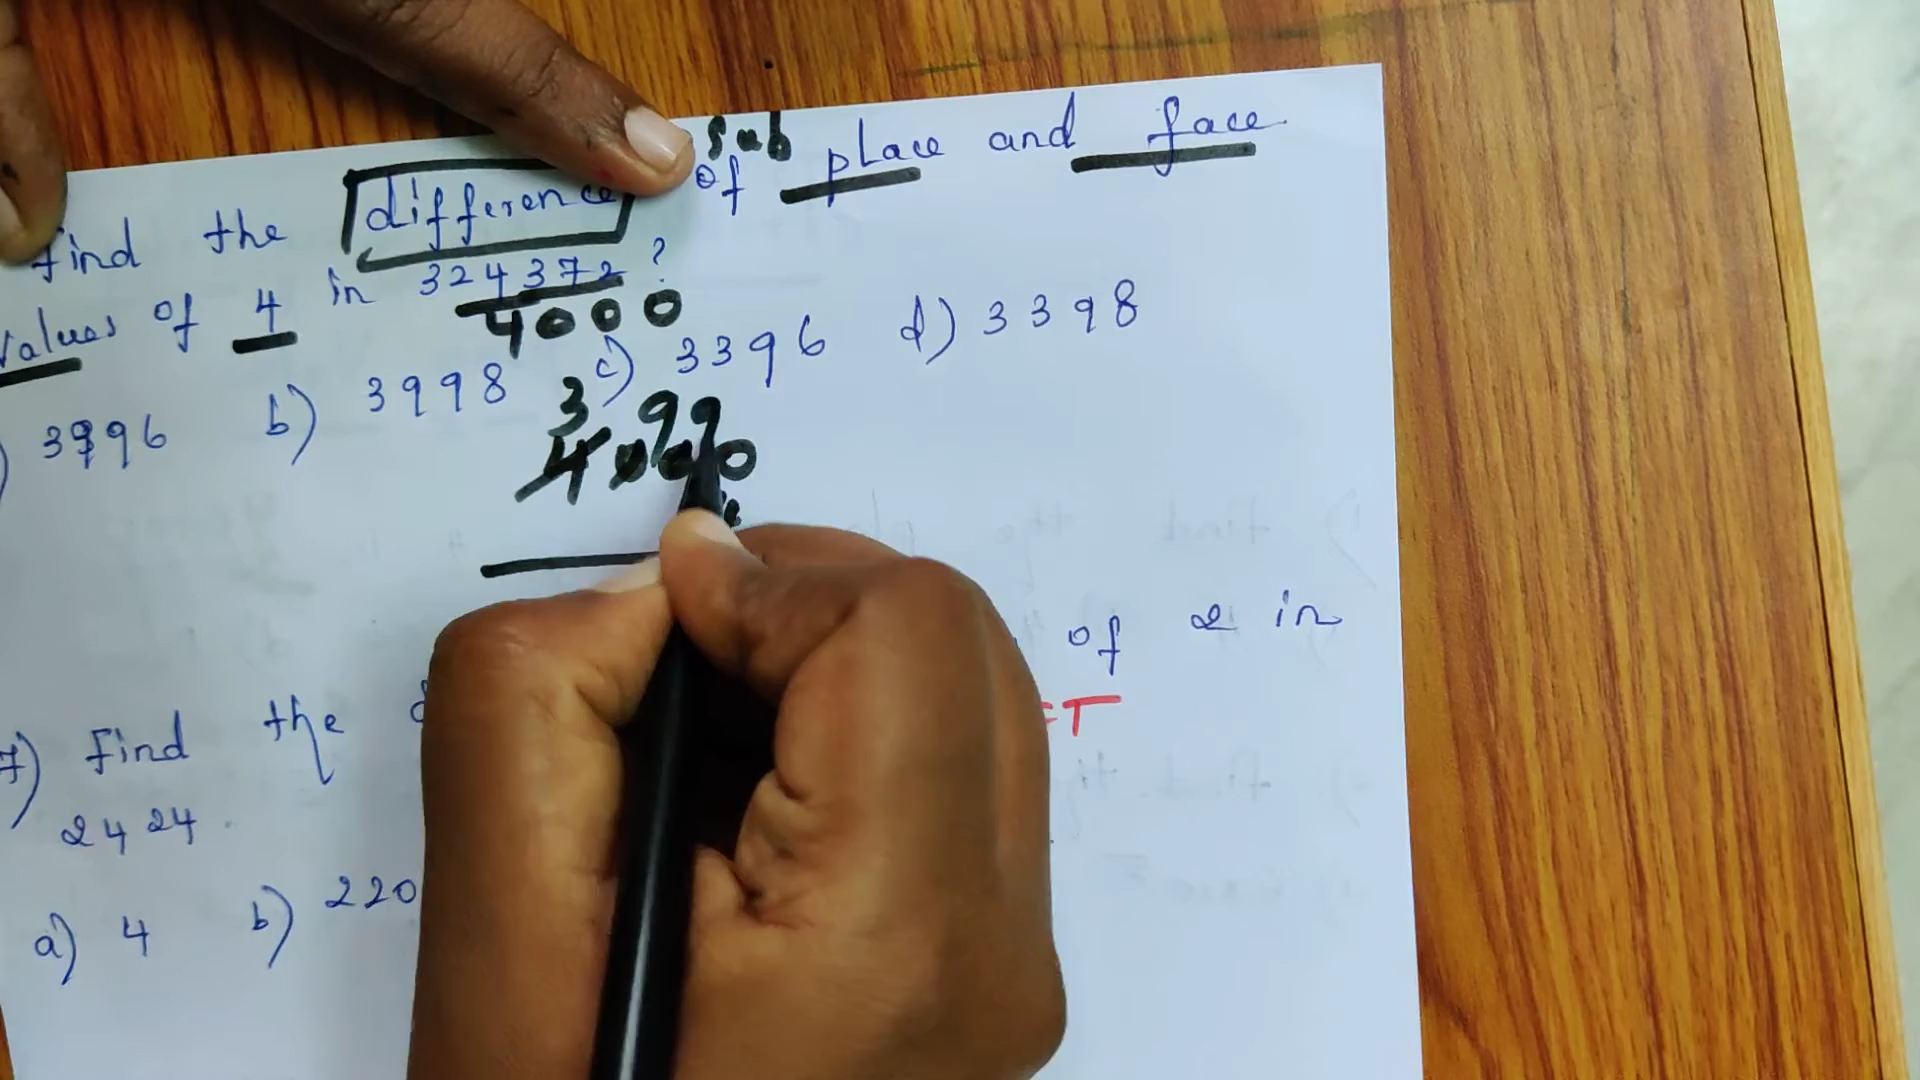 sub
find the difference of place and face
values of 4 in 324372 ?
4000
3996 b) 3998 c) 3396 d) 3398
3 9 9
4000
of 2 in
7) find the
2424.
a) 4 b) 220